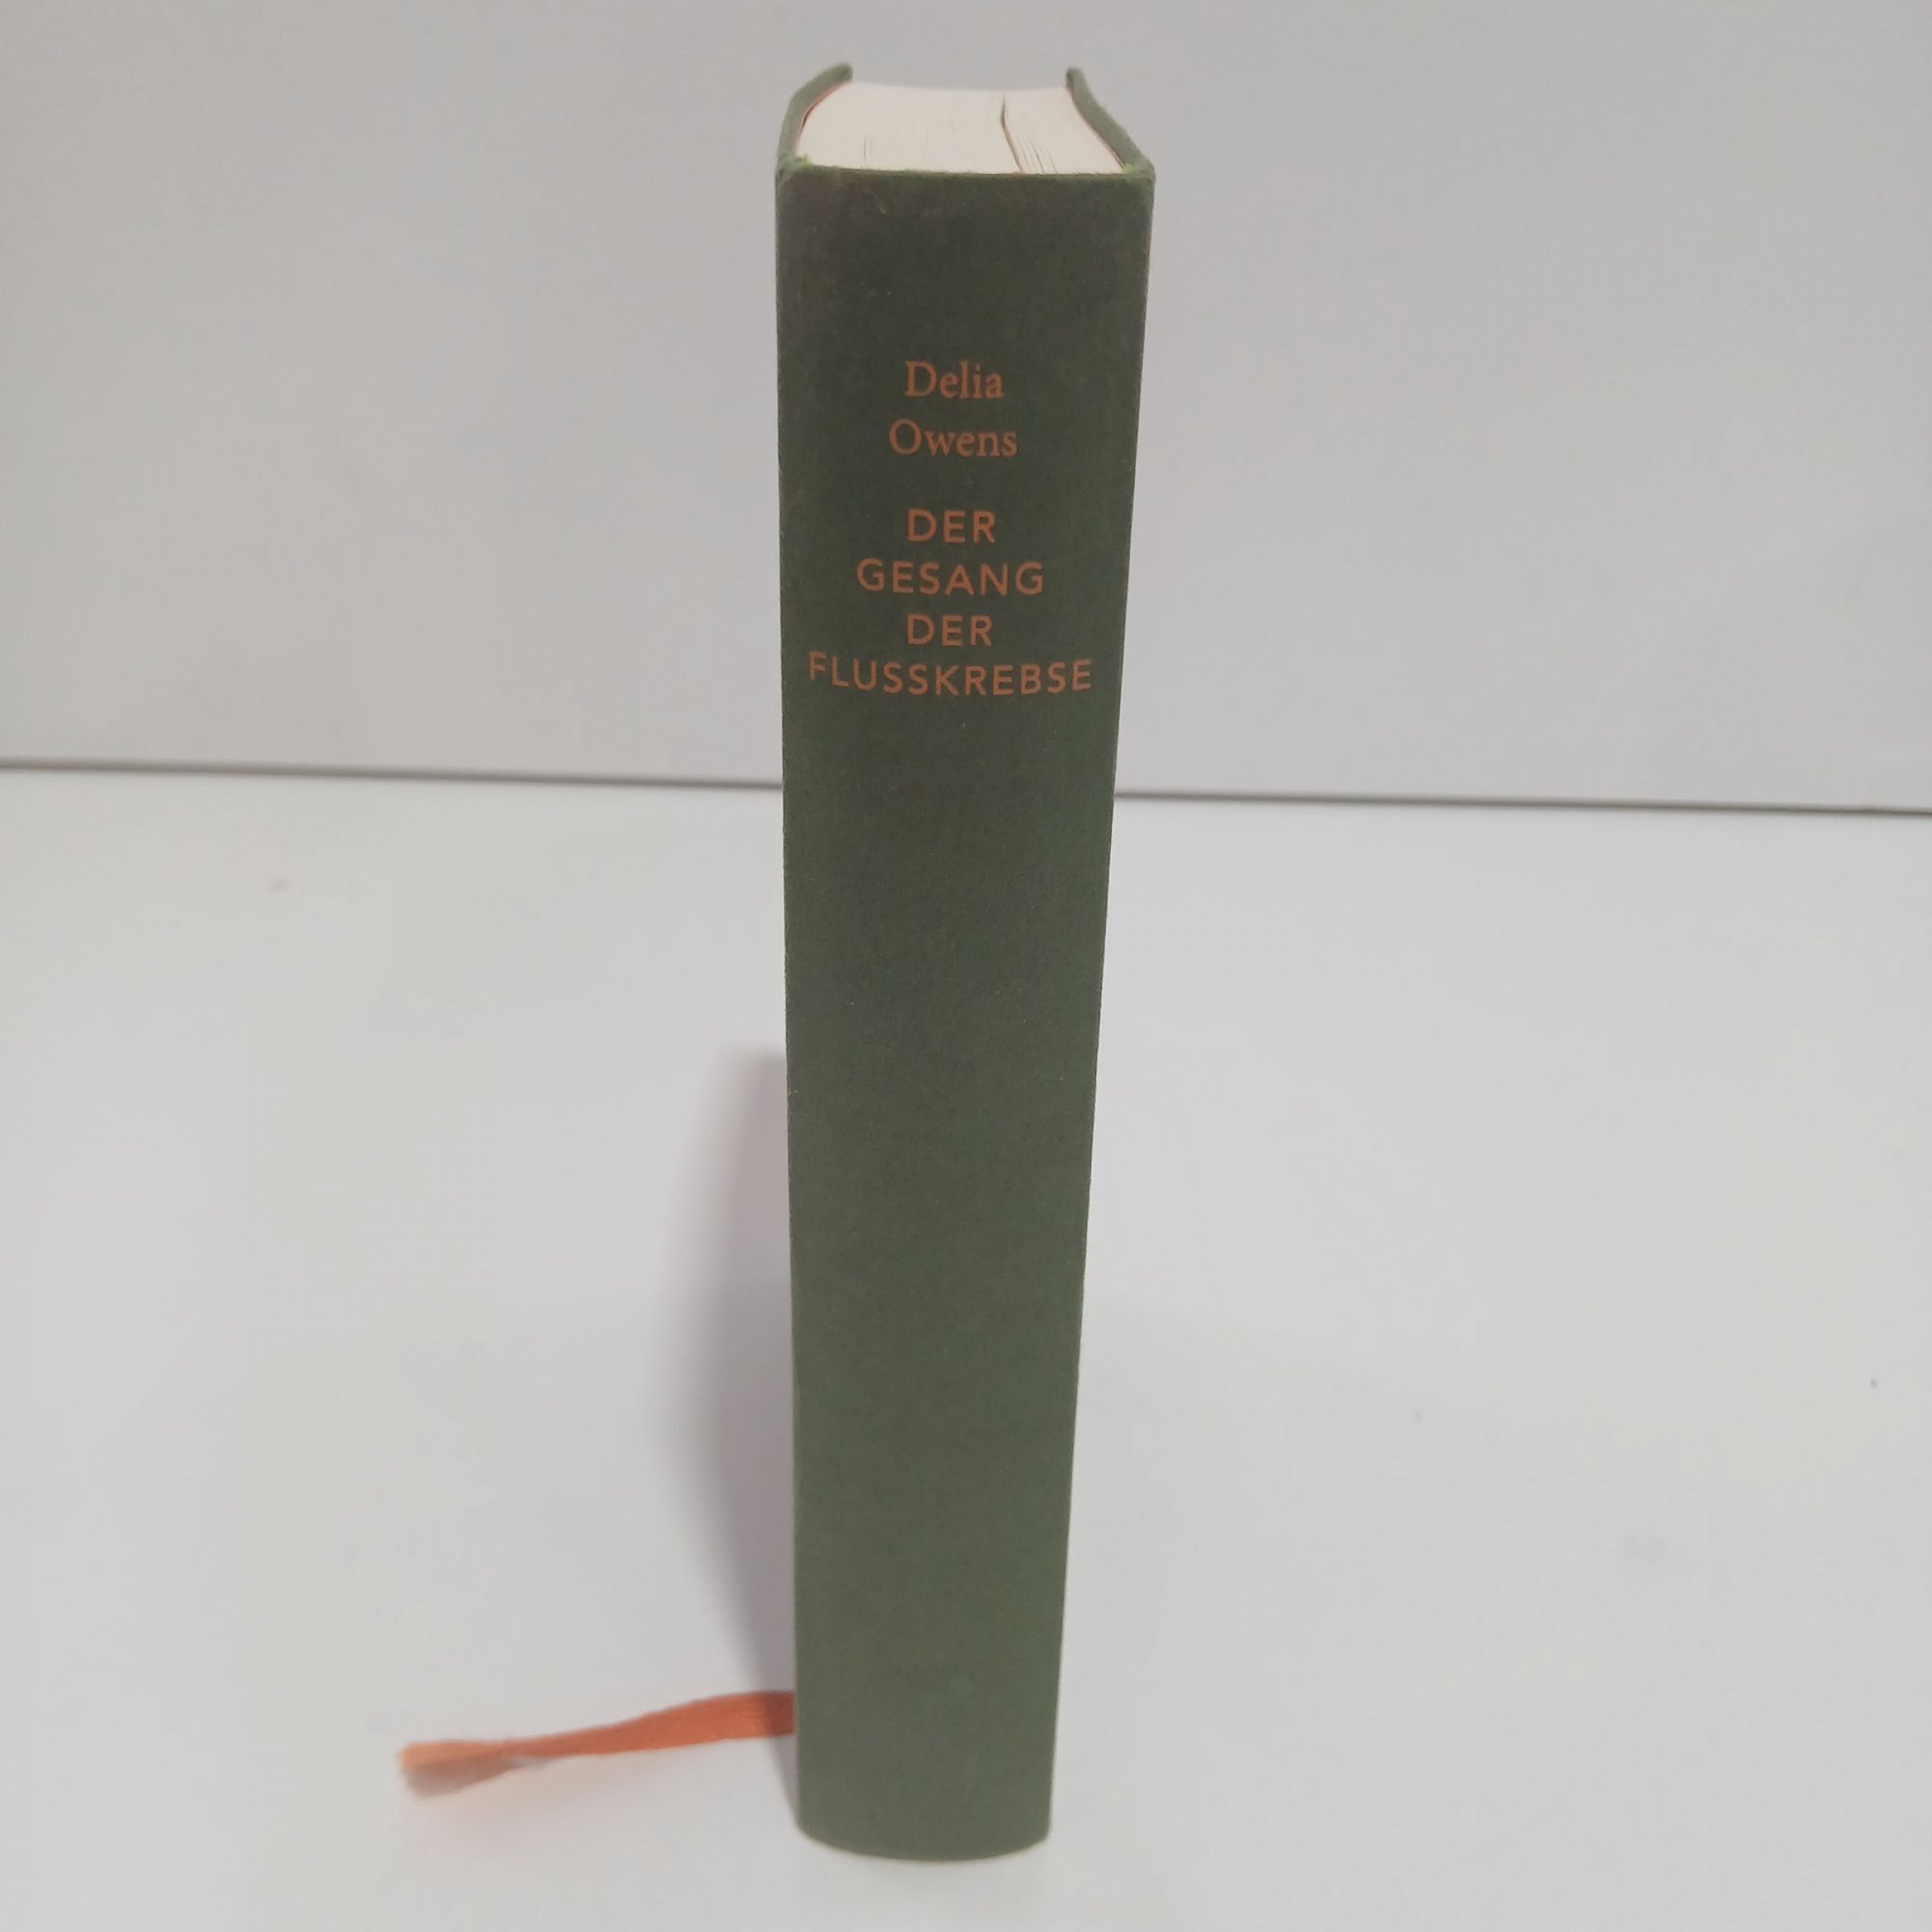 Delia
Owens
DER
GESANG
DER
FLUSSKREBSE